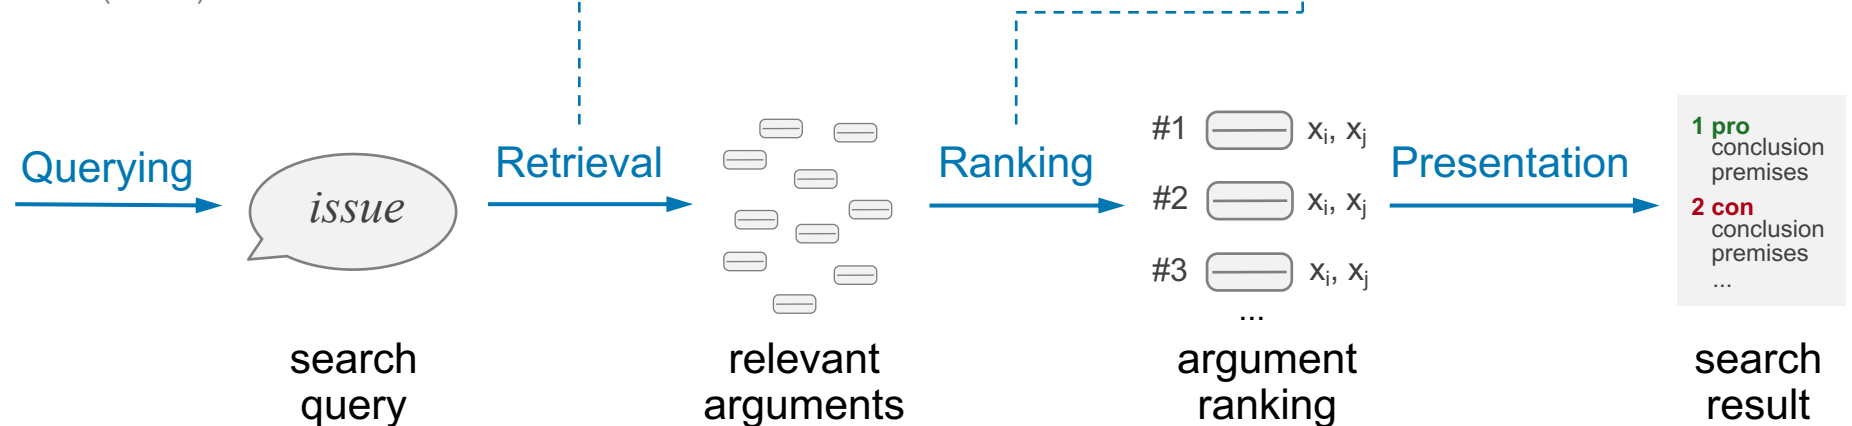 Querying
issue
search
query
Retrieval
relevant
arguments
Ranking
#1 xi, xj
#2 xi, xj
#3 xi, xj
...
argument
ranking
Presentation
1 pro
conclusion
premises
2 con
conclusion
premises
...
search
result